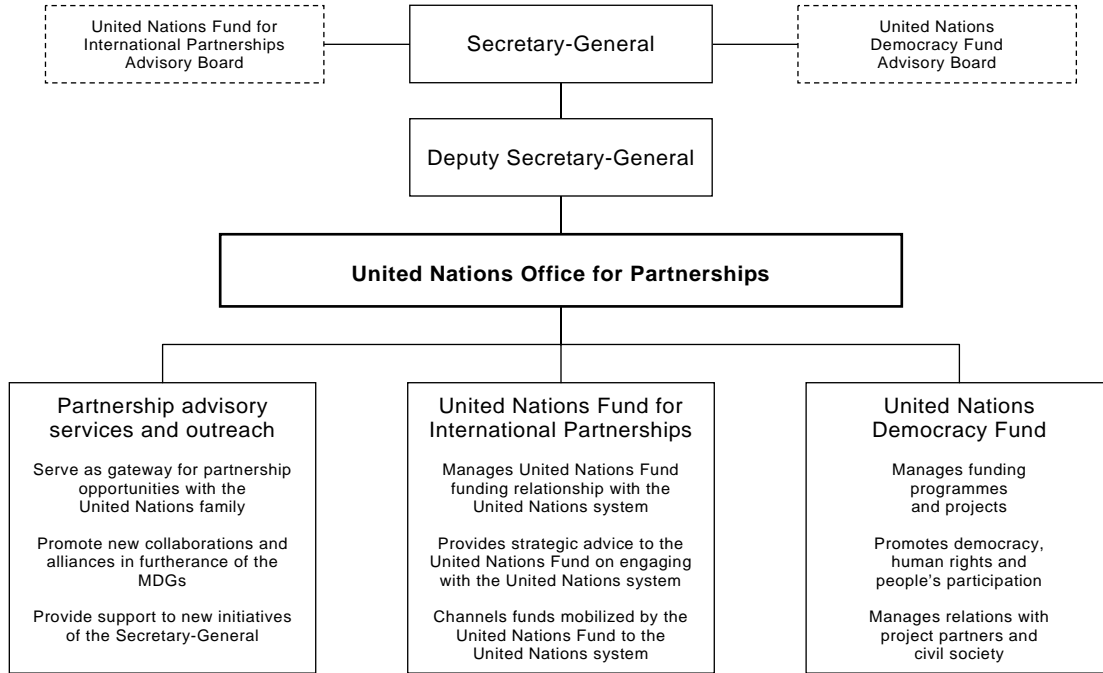 United Nations Fund for
International Partnerships
Advisory Board
Secretary-General
United Nations
Democracy Fund
Advisory Board
Deputy Secretary-General
United Nations Office for Partnerships
Partnership advisory
services and outreach
Serve as gateway for partnership
opportunities with the
United Nations family
Promote new collaborations and
alliances in furtherance of the
MDGs
Provide support to new initiatives
of the Secretary-General
United Nations Fund for
International Partnerships
Manages United Nations Fund
funding relationship with the
United Nations system
Provides strategic advice to the
United Nations Fund on engaging
with the United Nations system
Channels funds mobilized by the
United Nations Fund to the
United Nations system
United Nations
Democracy Fund
Manages funding
programmes
and projects
Promotes democracy,
human rights and
people's participation
Manages relations with
project partners and
civil society